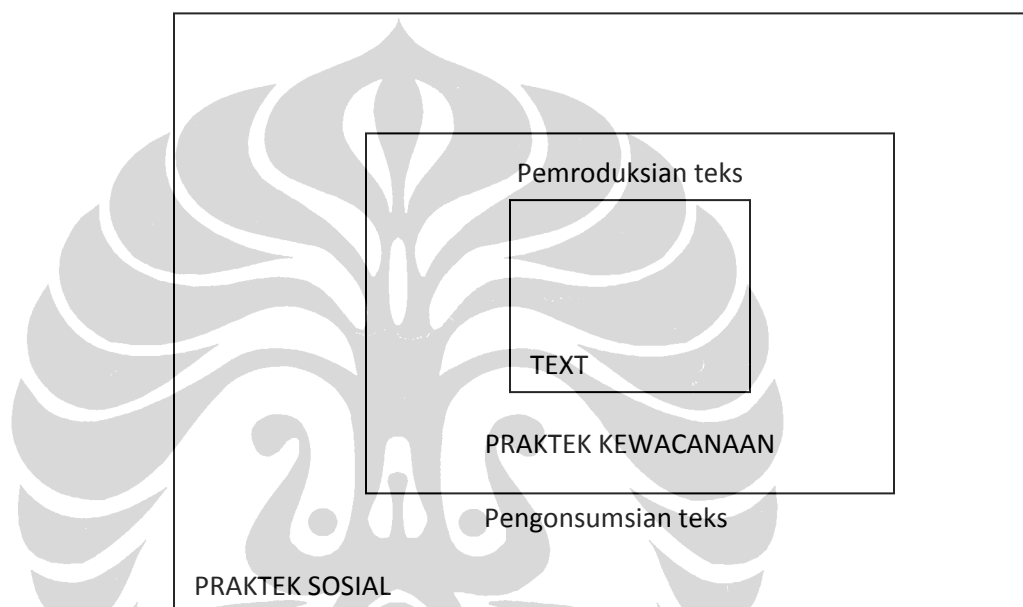 Pemroduksian teks
TEXT
PRAKTEK KEWACANAAN
Pengonsumsian teks
PRAKTEK SOSIAL